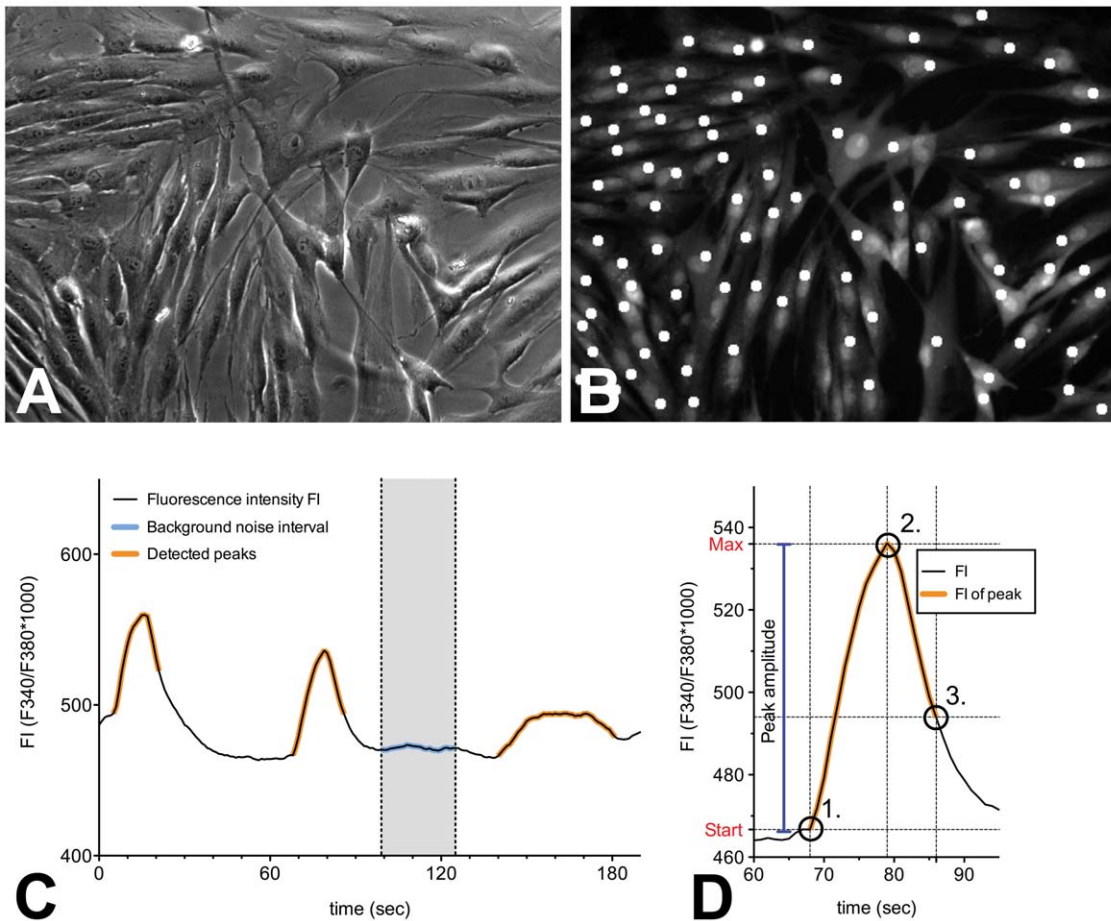 A
B
Fluorescence intensity FI
Background noise interval
Detected peaks
600
500
400
FI (F340/F380*1000)
0
60
120
180
time (sec)
C
540
520
500
480
460
Max
Start
FI (F340/F380*1000)
Peak amplitude
1.
2.
3.
FI
FI of peak
60
70
80
90
time (sec)
D